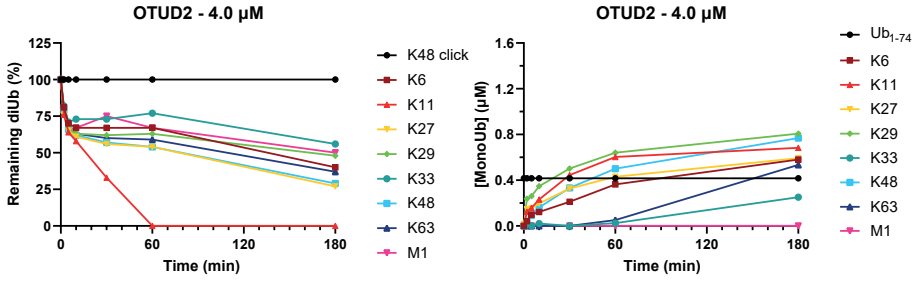 OTUD2 - 4.0 µM
125
100
75
50
25
0
0
60
120
180
Remaining diUb (%)
Time (min)
K48 click
K6
K11
K27
K29
K33
K48
K63
M1
OTUD2 - 4.0 µM
1.6
1.2
0.8
0.4
0.0
0
60
120
180
[MonoUb] (µM)
Time (min)
Ub1-74
K6
K11
K27
K29
K33
K48
K63
M1